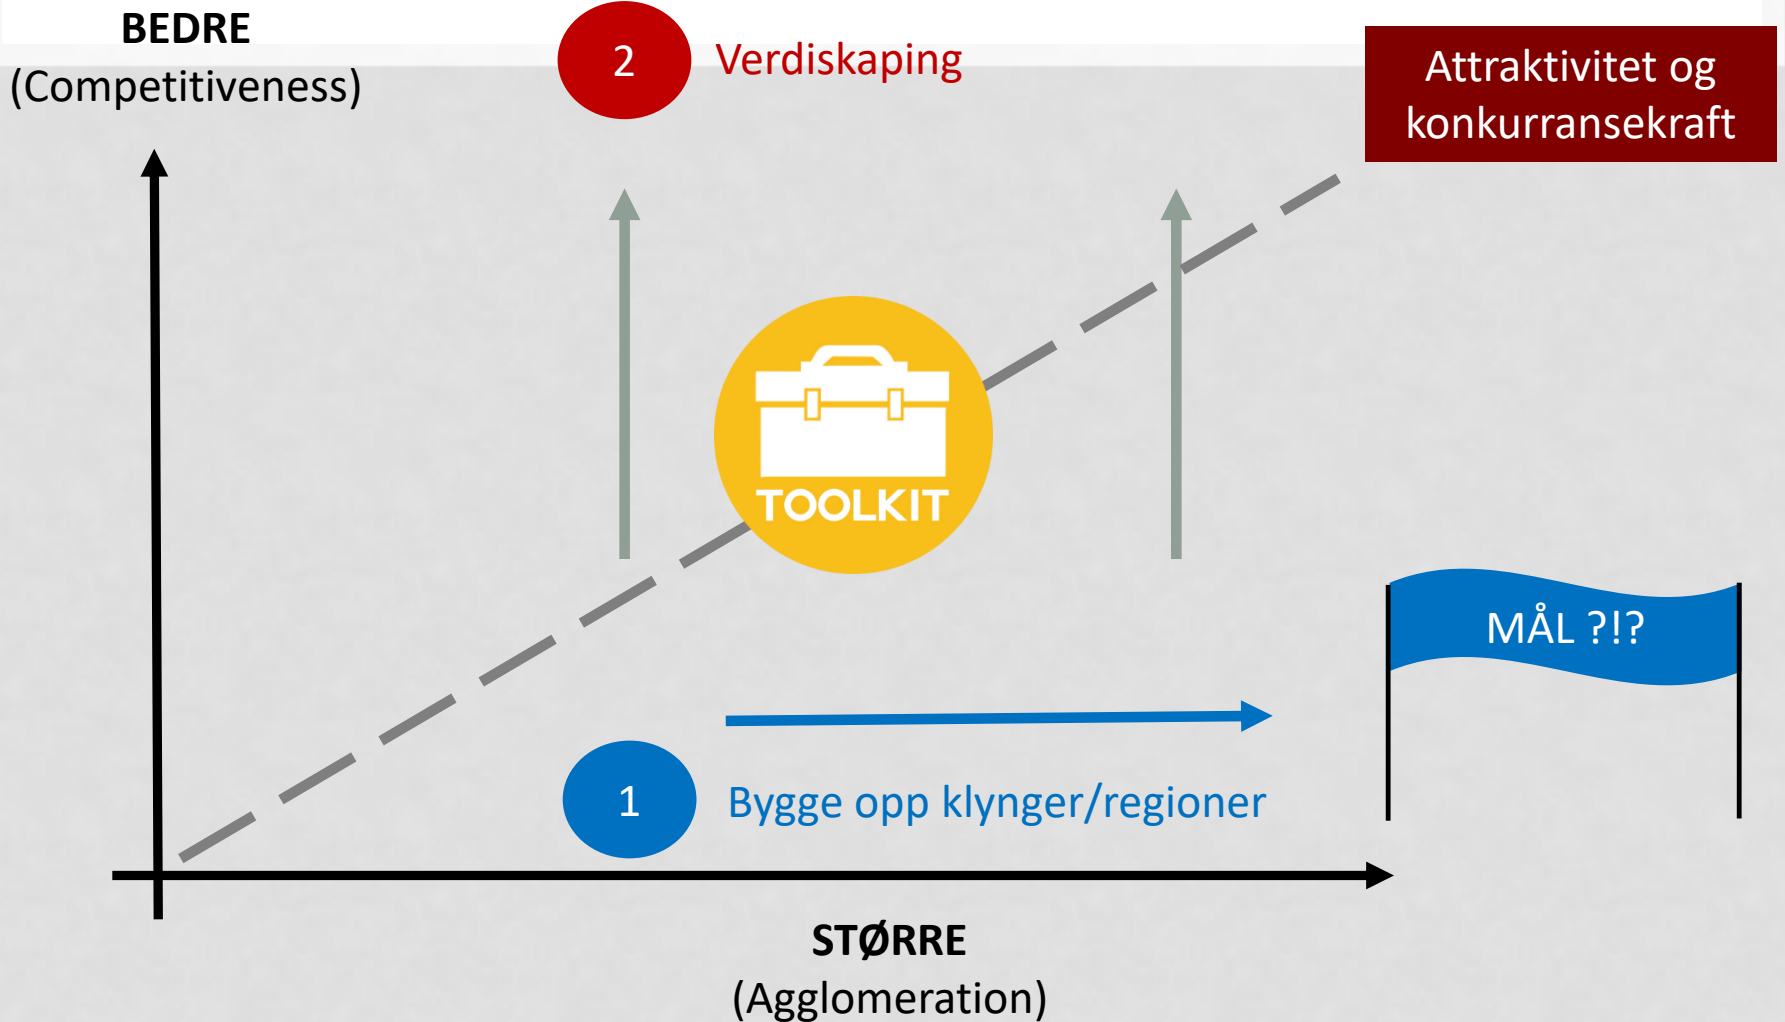 BEDRE
(Competitiveness)
2
Verdiskaping
Attraktivitet og
konkurransekraft
TOOLKIT
MÅL ?!?
1
Bygge opp klynger/regioner
STØRRE
(Agglomeration)